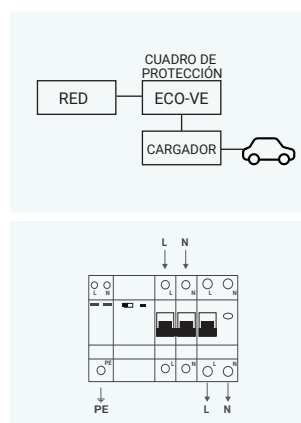 CUADRO DE
PROTECCIÓN
RED
ECO-VE
CARGADOR
L N
L N L N L N
PE L N L N
PE L N